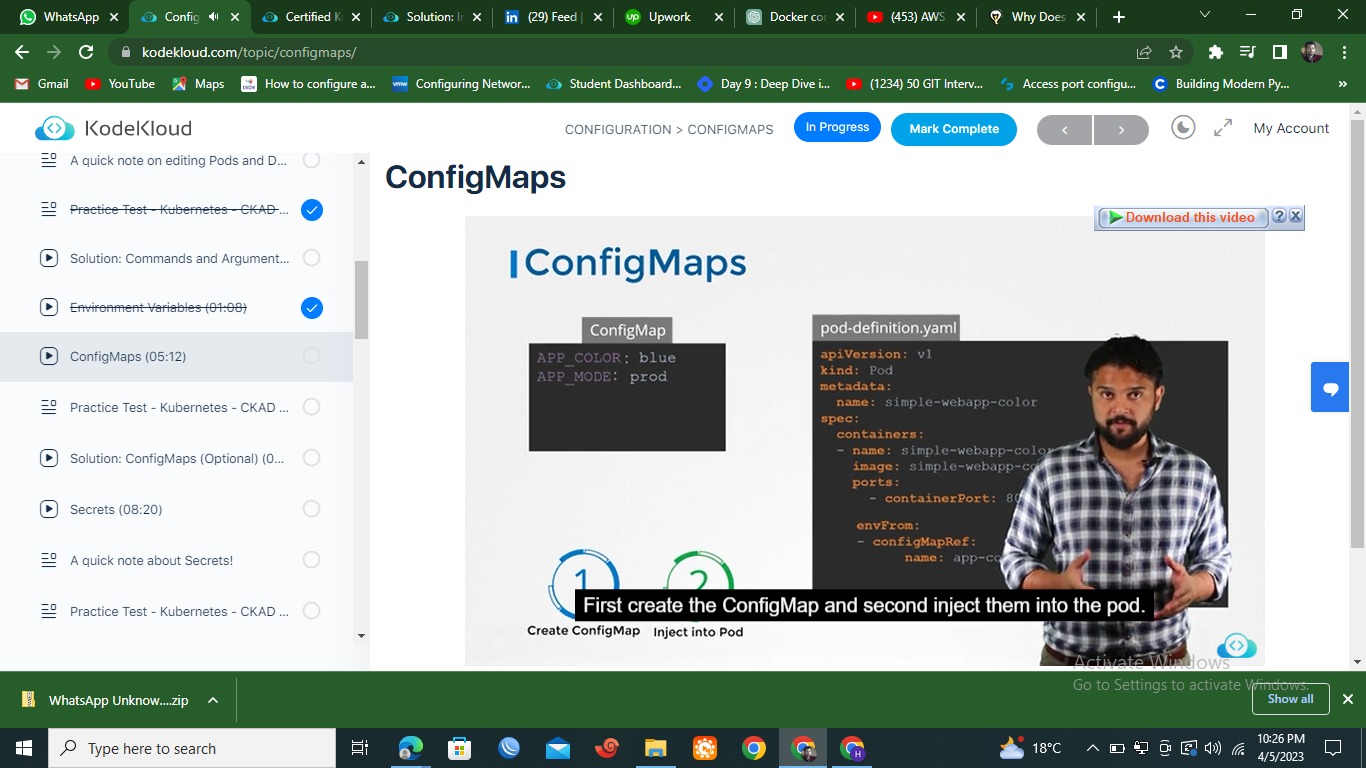 WhatsApp
Config
Certified K
Solution: I
(29) Feed |
Upwork
Docker co
(453) AWS
Why Does
kodekloud.com/topic/configmaps/
Gmail
YouTube
Maps
How to configure a...
Configuring Networ...
Student Dashboard...
Day 9 : Deep Dive i...
(1234) 50 GIT Interv...
Access port configu...
Building Modern Py...
»
KodeKloud
CONFIGURATION > CONFIGMAPS
In Progress
Mark Complete
My Account
A quick note on editing Pods and D...
Practice Test - Kubernetes - CKAD ...
Solution: Commands and Argument...
Environment Variables (01:08)
ConfigMaps (05:12)
Practice Test - Kubernetes - CKAD ...
Solution: ConfigMaps (Optional) (0...
Secrets (08:20)
A quick note about Secrets!
Practice Test - Kubernetes - CKAD ...
ConfigMaps
Download this video
? X
ConfigMaps
ConfigMap
APP_COLOR: blue
APP_MODE: prod
pod-definition.yaml
apiVersion: v1
kind: Pod
metadata:
name: simple-webapp-color
spec:
containers:
- name: simple-webapp-color
image: simple-webapp-co
ports:
- containerPort: 80
envFrom:
- configMapRef:
name: app-co
1
2
First create the ConfigMap and second inject them into the pod.
Create ConfigMap
Inject into Pod
Activate Windows
Go to Settings to activate Windows.
WhatsApp Unknow....zip
Show all
Type here to search
H
18°C
10:26 PM
4/5/2023